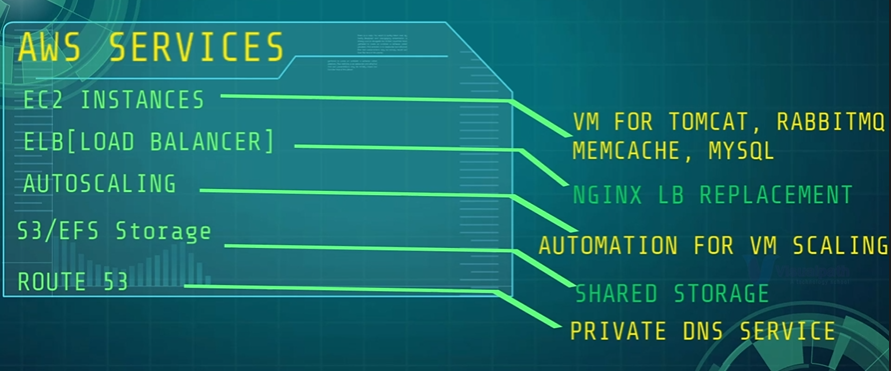 AWS SERVICES
EC2 INSTANCES
ELB[LOAD BALANCER]
AUTOSCALING
S3/EFS Storage
ROUTE 53
VM FOR TOMCAT, RABBITMQ
MEMCACHE, MYSQL
NGINX LB REPLACEMENT
AUTOMATION FOR VM SCALING
SHARED STORAGE
PRIVATE DNS SERVICE